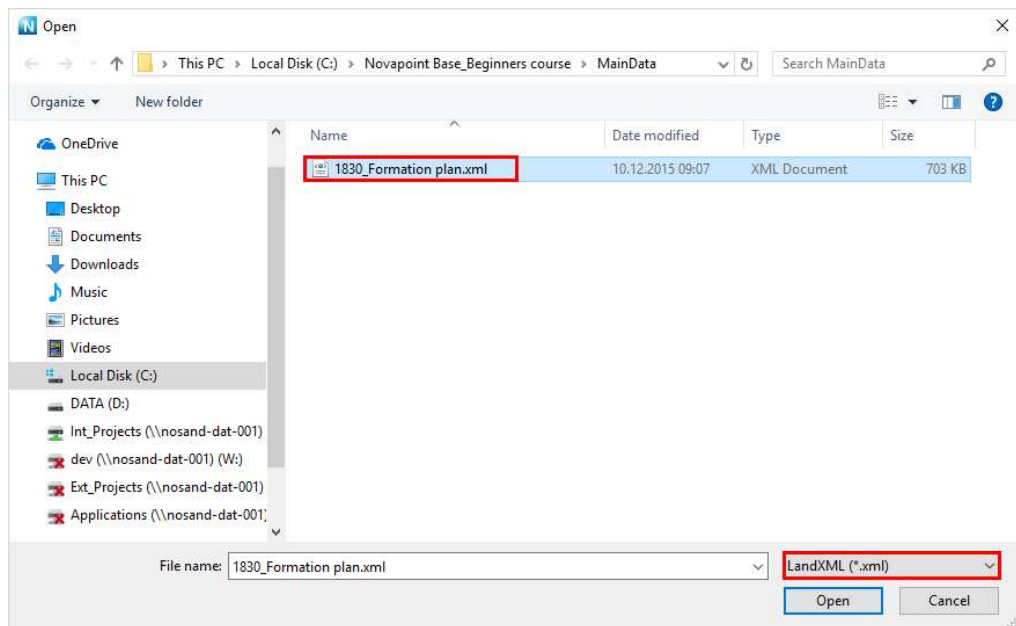 N Open
This PC > Local Disk (C:) > Novapoint Base_Beginners course > MainData
Search MainData
Organize
New folder
?
Name
Date modified
Type
Size
1830_Formation plan.xml
10.12.2015 09:07
XML Document
703 KB
OneDrive
This PC
Desktop
Documents
Downloads
Music
Pictures
Videos
Local Disk (C:)
DATA (D:)
Int_Projects (\\nosand-dat-001)
dev (\\nosand-dat-001) (W:)
Ext_Projects (\\nosand-dat-001)
Applications (\\nosand-dat-001)
File name: 1830_Formation plan.xml
LandXML (*.xml)
Open
Cancel